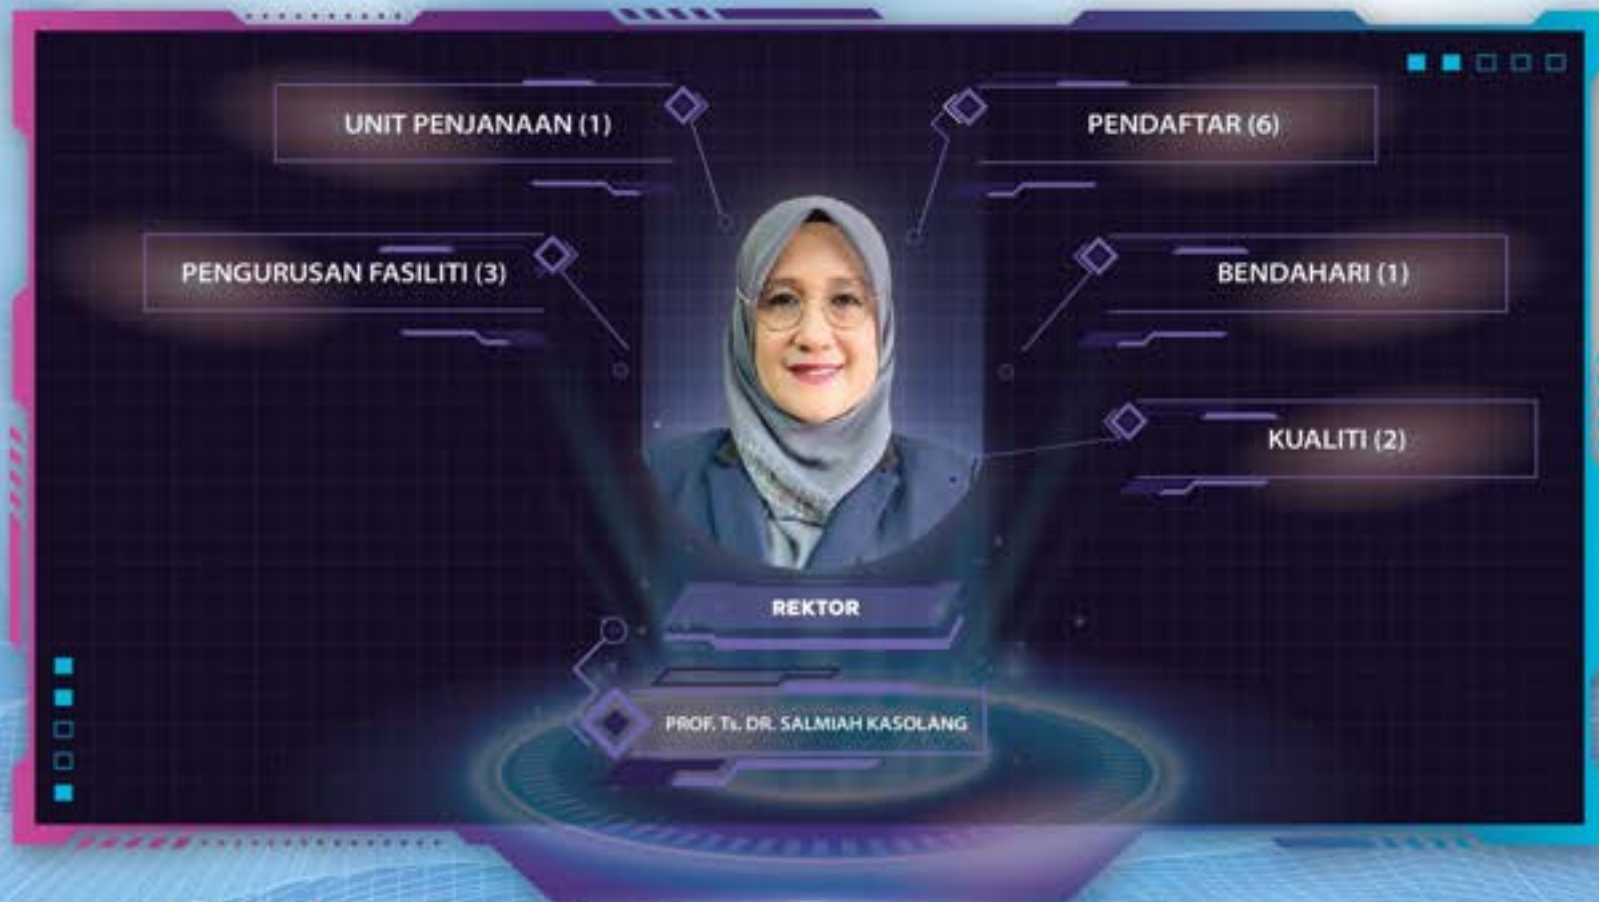 UNIT PENJANAAN (1)
PENDAFTAR (6)
PENGURUSAN FASILITI (3)
BENDAHARI (1)
KUALITI (2)
REKTOR
PROF. Ts. DR. SALMIAH KASOLANG